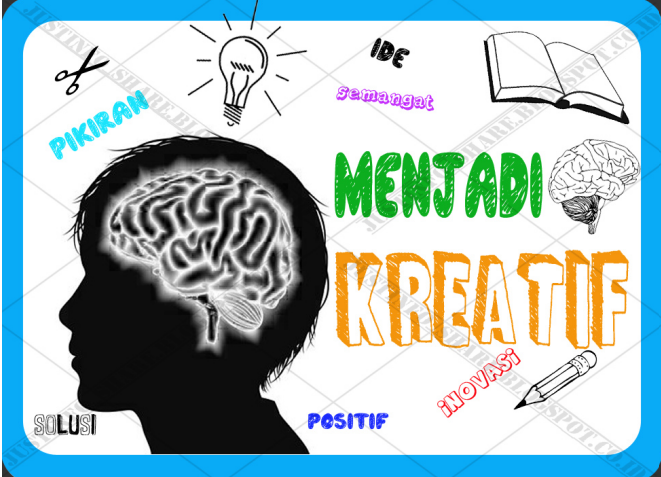 IDE
semangat
PIKIRAN
MENJADI
KREATIF
iNOVASi
SOLUSI
POSITIF